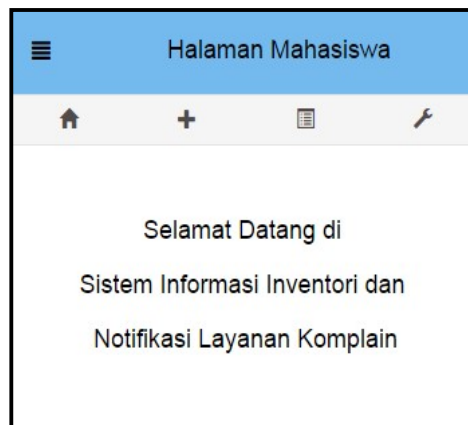 Halaman Mahasiswa
Selamat Datang di
Sistem Informasi Inventori dan
Notifikasi Layanan Komplain